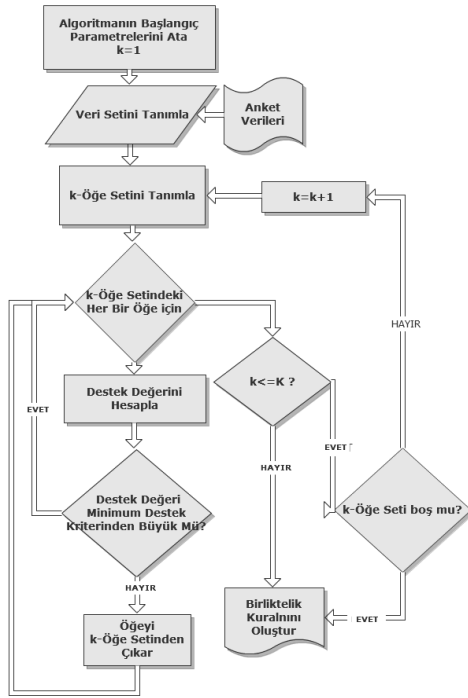 Algoritmanın Başlangıç
Parametrelerini Ata
k=1
Veri Setini Tanımla
Anket
Verileri
k-Öğe Setini Tanımla
k=k+1
k-Öğe Setindeki
Her Bir Öğe için
HAYIR
Destek Değerini
Hesapla
k<=K ?
EVET
EVET
HAYIR
Destek Değeri
Minimum Destek
Kriterinden Büyük Mü?
k-Öğe Seti boş mu?
HAYIR
Öğeyi
k-Öğe Setinden
Çıkar
Birliktelik
Kuralnını
Oluştur
EVET